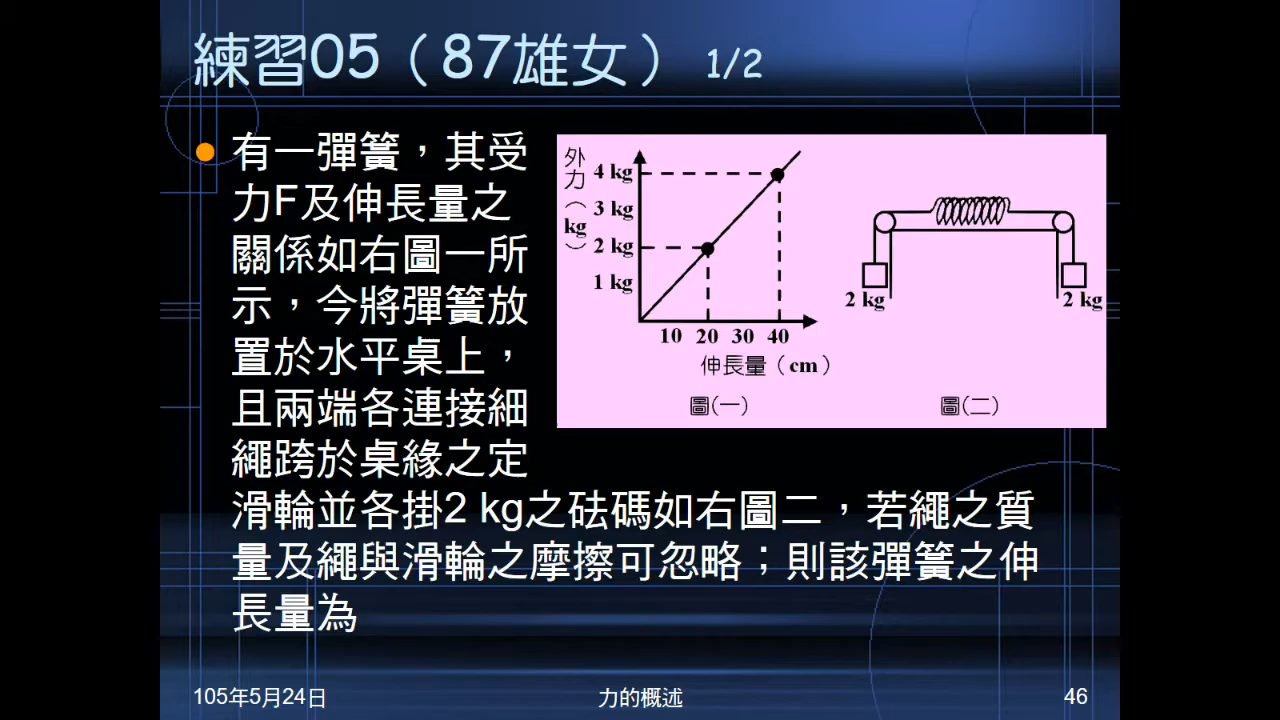 練習05（87雄女） 1/2
有一彈簧，其受
力F及伸長量之
關係如右圖一所
示，今將彈簧放
置於水平桌上，
且兩端各連接細
繩跨於桌緣之定
滑輪並各掛2 kg之砝碼如右圖二，若繩之質
量及繩與滑輪之摩擦可忽略；則該彈簧之伸
長量為
外力（kg）
4 kg
3 kg
2 kg
1 kg
10 20 30 40
伸長量（cm）
圖(一)
2 kg 2 kg
圖(二)
105年5月24日 力的概述 46